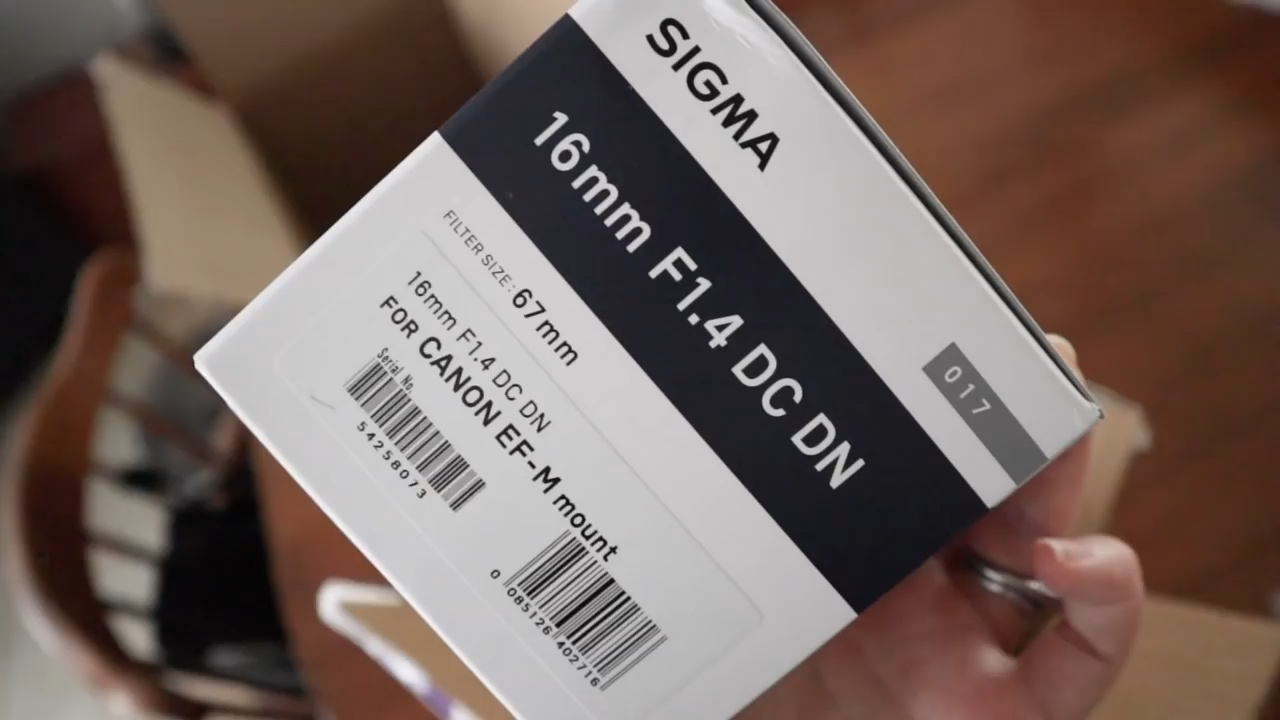 SIGMA
16mm F1.4 DC DN
017
FILTER SIZE: 67mm
16mm F1.4 DC DN
FOR CANON EF-M mount
Serial No.
54258073
0 085126 402716